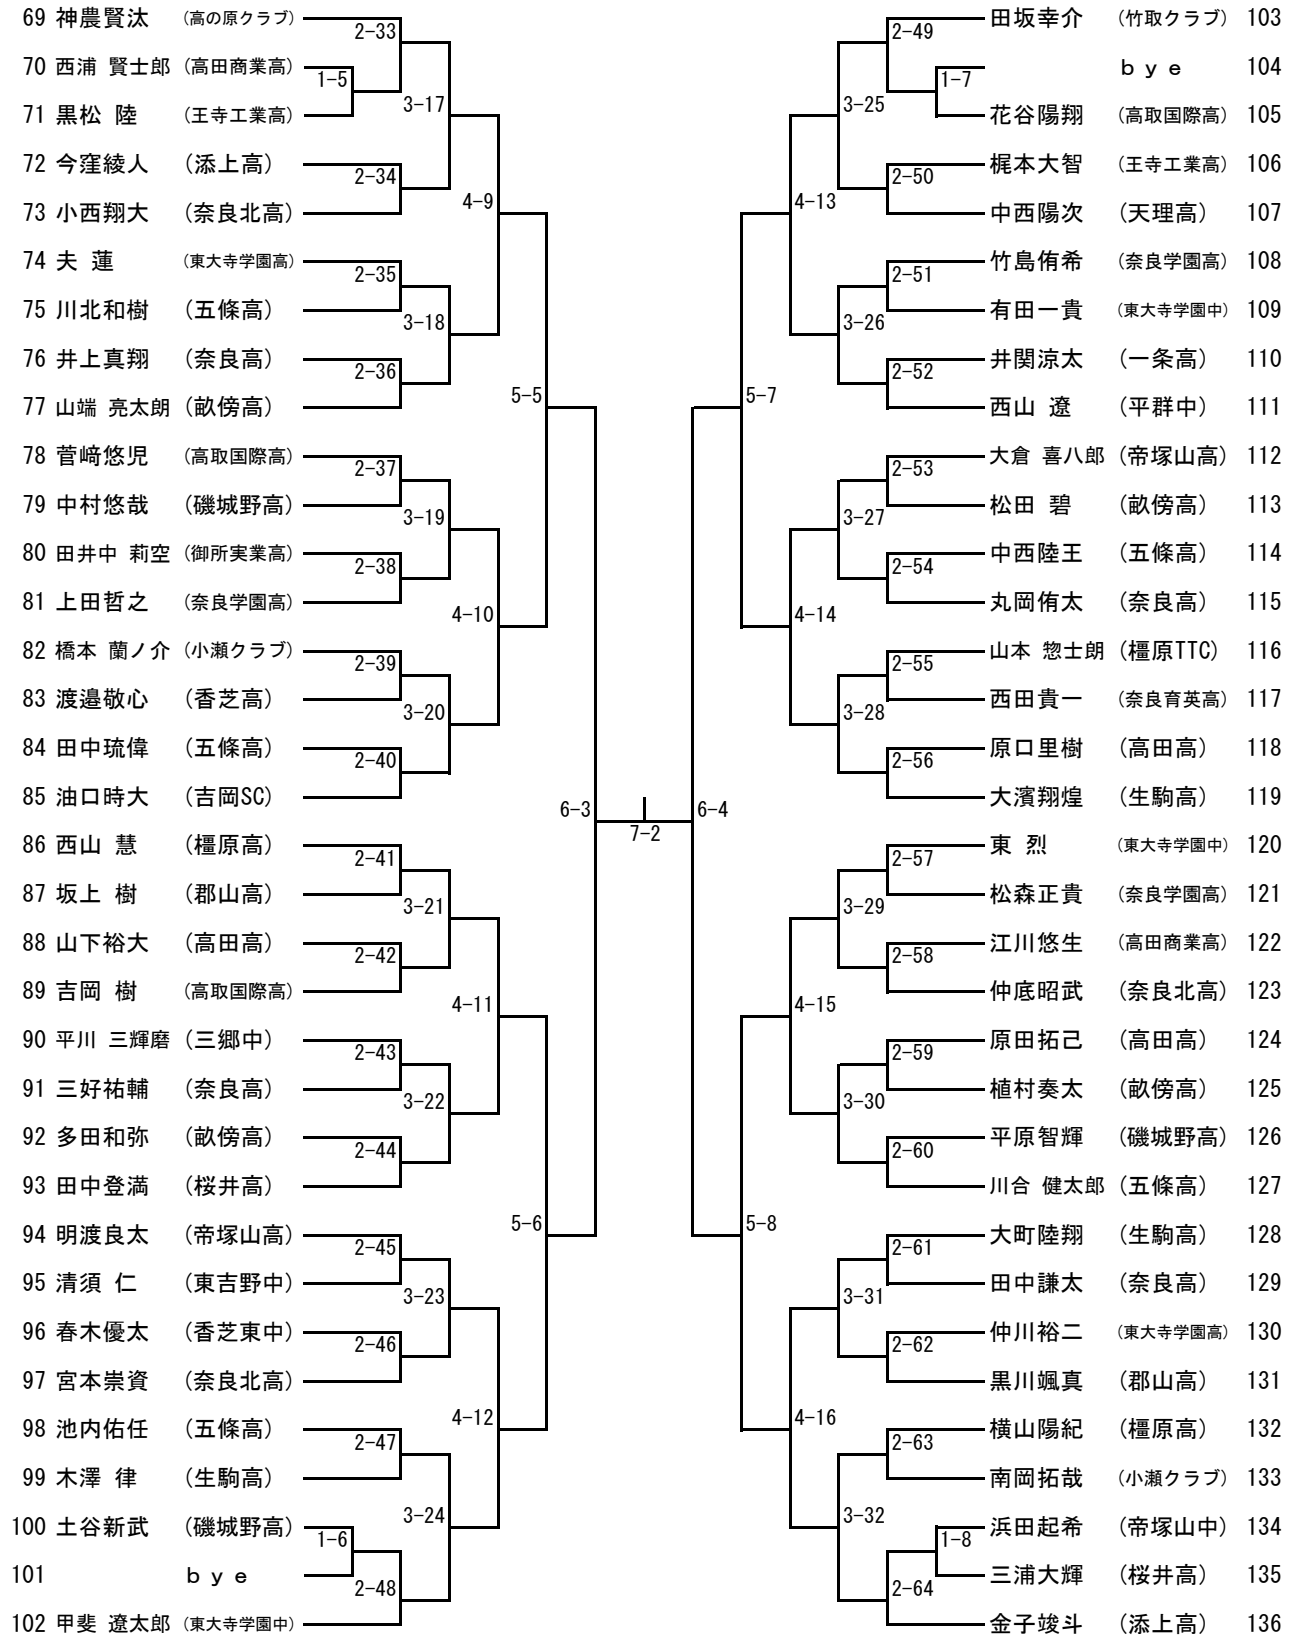 69 神農賢汰 (高の原クラブ)
70 西浦 賢士郎 (高田商業高)
71 黒松 陸 (王寺工業高)
72 今窪綾人 (添上高)
73 小西翔大 (奈良北高)
74 夫 蓮 (東大寺学園高)
75 川北和樹 (五條高)
76 井上真翔 (奈良高)
77 山端 亮太朗 (畝傍高)
78 菅﨑悠児 (高取国際高)
79 中村悠哉 (磯城野高)
80 田井中 莉空 (御所実業高)
81 上田哲之 (奈良学園高)
82 橋本 蘭ノ介 (小瀬クラブ)
83 渡邉敬心 (香芝高)
84 田中琉偉 (五條高)
85 油口時大 (吉岡SC)
86 西山 慧 (橿原高)
87 坂上 樹 (郡山高)
88 山下裕大 (高田高)
89 吉岡 樹 (高取国際高)
90 平川 三輝磨 (三郷中)
91 三好祐輔 (奈良高)
92 多田和弥 (畝傍高)
93 田中登満 (桜井高)
94 明渡良太 (帝塚山高)
95 清須 仁 (東吉野中)
96 春木優太 (香芝東中)
97 宮本崇資 (奈良北高)
98 池内佑任 (五條高)
99 木澤 律 (生駒高)
100 土谷新武 (磯城野高)
101 bye
102 甲斐 遼太郎 (東大寺学園中)
1-5
1-6
2-33
2-34
2-35
2-36
2-37
2-38
2-39
2-40
2-41
2-42
2-43
2-44
2-45
2-46
2-47
2-48
3-17
3-18
3-19
3-20
3-21
3-22
3-23
3-24
4-9
4-10
4-11
4-12
5-5
5-6
6-3
7-2
6-4
5-7
5-8
4-13
4-14
4-15
4-16
3-25
3-26
3-27
3-28
3-29
3-30
3-31
3-32
2-49
2-50
2-51
2-52
2-53
2-54
2-55
2-56
2-57
2-58
2-59
2-60
2-61
2-62
2-63
2-64
1-7
1-8
田坂幸介 (竹取クラブ) 103
bye 104
花谷陽翔 (高取国際高) 105
梶本大智 (王寺工業高) 106
中西陽次 (天理高) 107
竹島侑希 (奈良学園高) 108
有田一貴 (東大寺学園中) 109
井関涼太 (一条高) 110
西山 遼 (平群中) 111
大倉 喜八郎 (帝塚山高) 112
松田 碧 (畝傍高) 113
中西陸王 (五條高) 114
丸岡侑太 (奈良高) 115
山本 惣士朗 (橿原TTC) 116
西田貴一 (奈良育英高) 117
原口里樹 (高田高) 118
大濱翔煌 (生駒高) 119
東 烈 (東大寺学園中) 120
松森正貴 (奈良学園高) 121
江川悠生 (高田商業高) 122
仲底昭武 (奈良北高) 123
原田拓己 (高田高) 124
植村奏太 (畝傍高) 125
平原智輝 (磯城野高) 126
川合 健太郎 (五條高) 127
大町陸翔 (生駒高) 128
田中謙太 (奈良高) 129
仲川裕二 (東大寺学園高) 130
黒川颯真 (郡山高) 131
横山陽紀 (橿原高) 132
南岡拓哉 (小瀬クラブ) 133
浜田起希 (帝塚山中) 134
三浦大輝 (桜井高) 135
金子竣斗 (添上高) 136